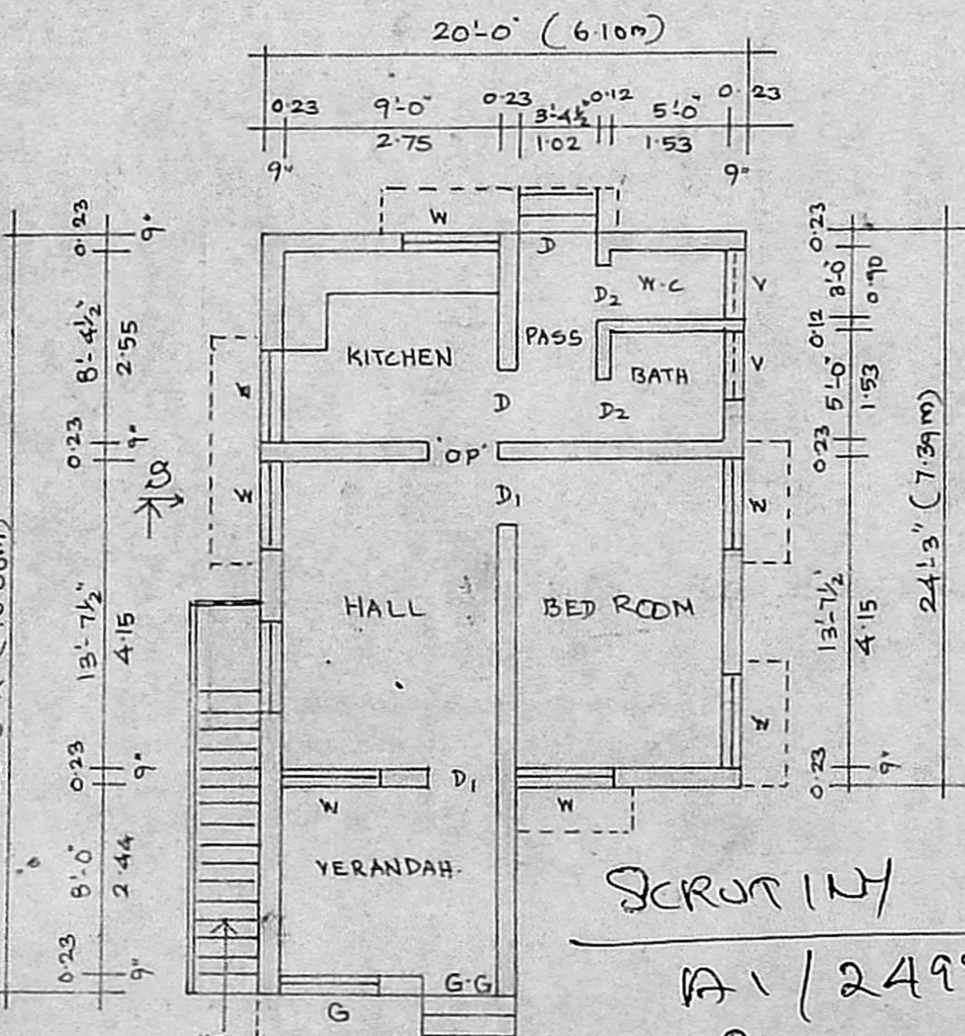 20'-0" (6.10m)
0.23 9'-0" 0.23 3'-4½" 0.12 5'-0" 0.23
2.75 1.02 1.53
9" 9"
0.23 9"
8'-4½" 2.55
0.23 9"
13'-7½" 4.15
0.23 9"
8'-0" 2.44
0.23 9"
W D
D2 W.C V
PASS
KITCHEN
BATH V
W
D D2
'OP'
W D1 W
HALL BED ROOM
W
D1
W W
VERANDAH.
G.G
G
0.23
3'-0" 0.90
0.12
5'-0" 1.53
0.23
13'-7½" 4.15
0.23 9"
24'-3" (7.39m)
SCRUTINY
A1/249